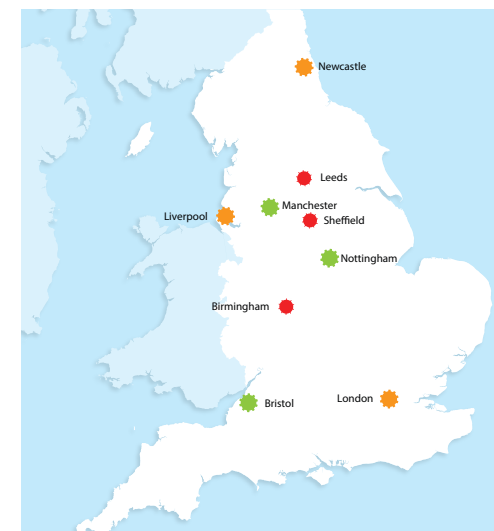 Newcastle
Leeds
Manchester
Liverpool
Sheffield
Nottingham
Birmingham
London
Bristol